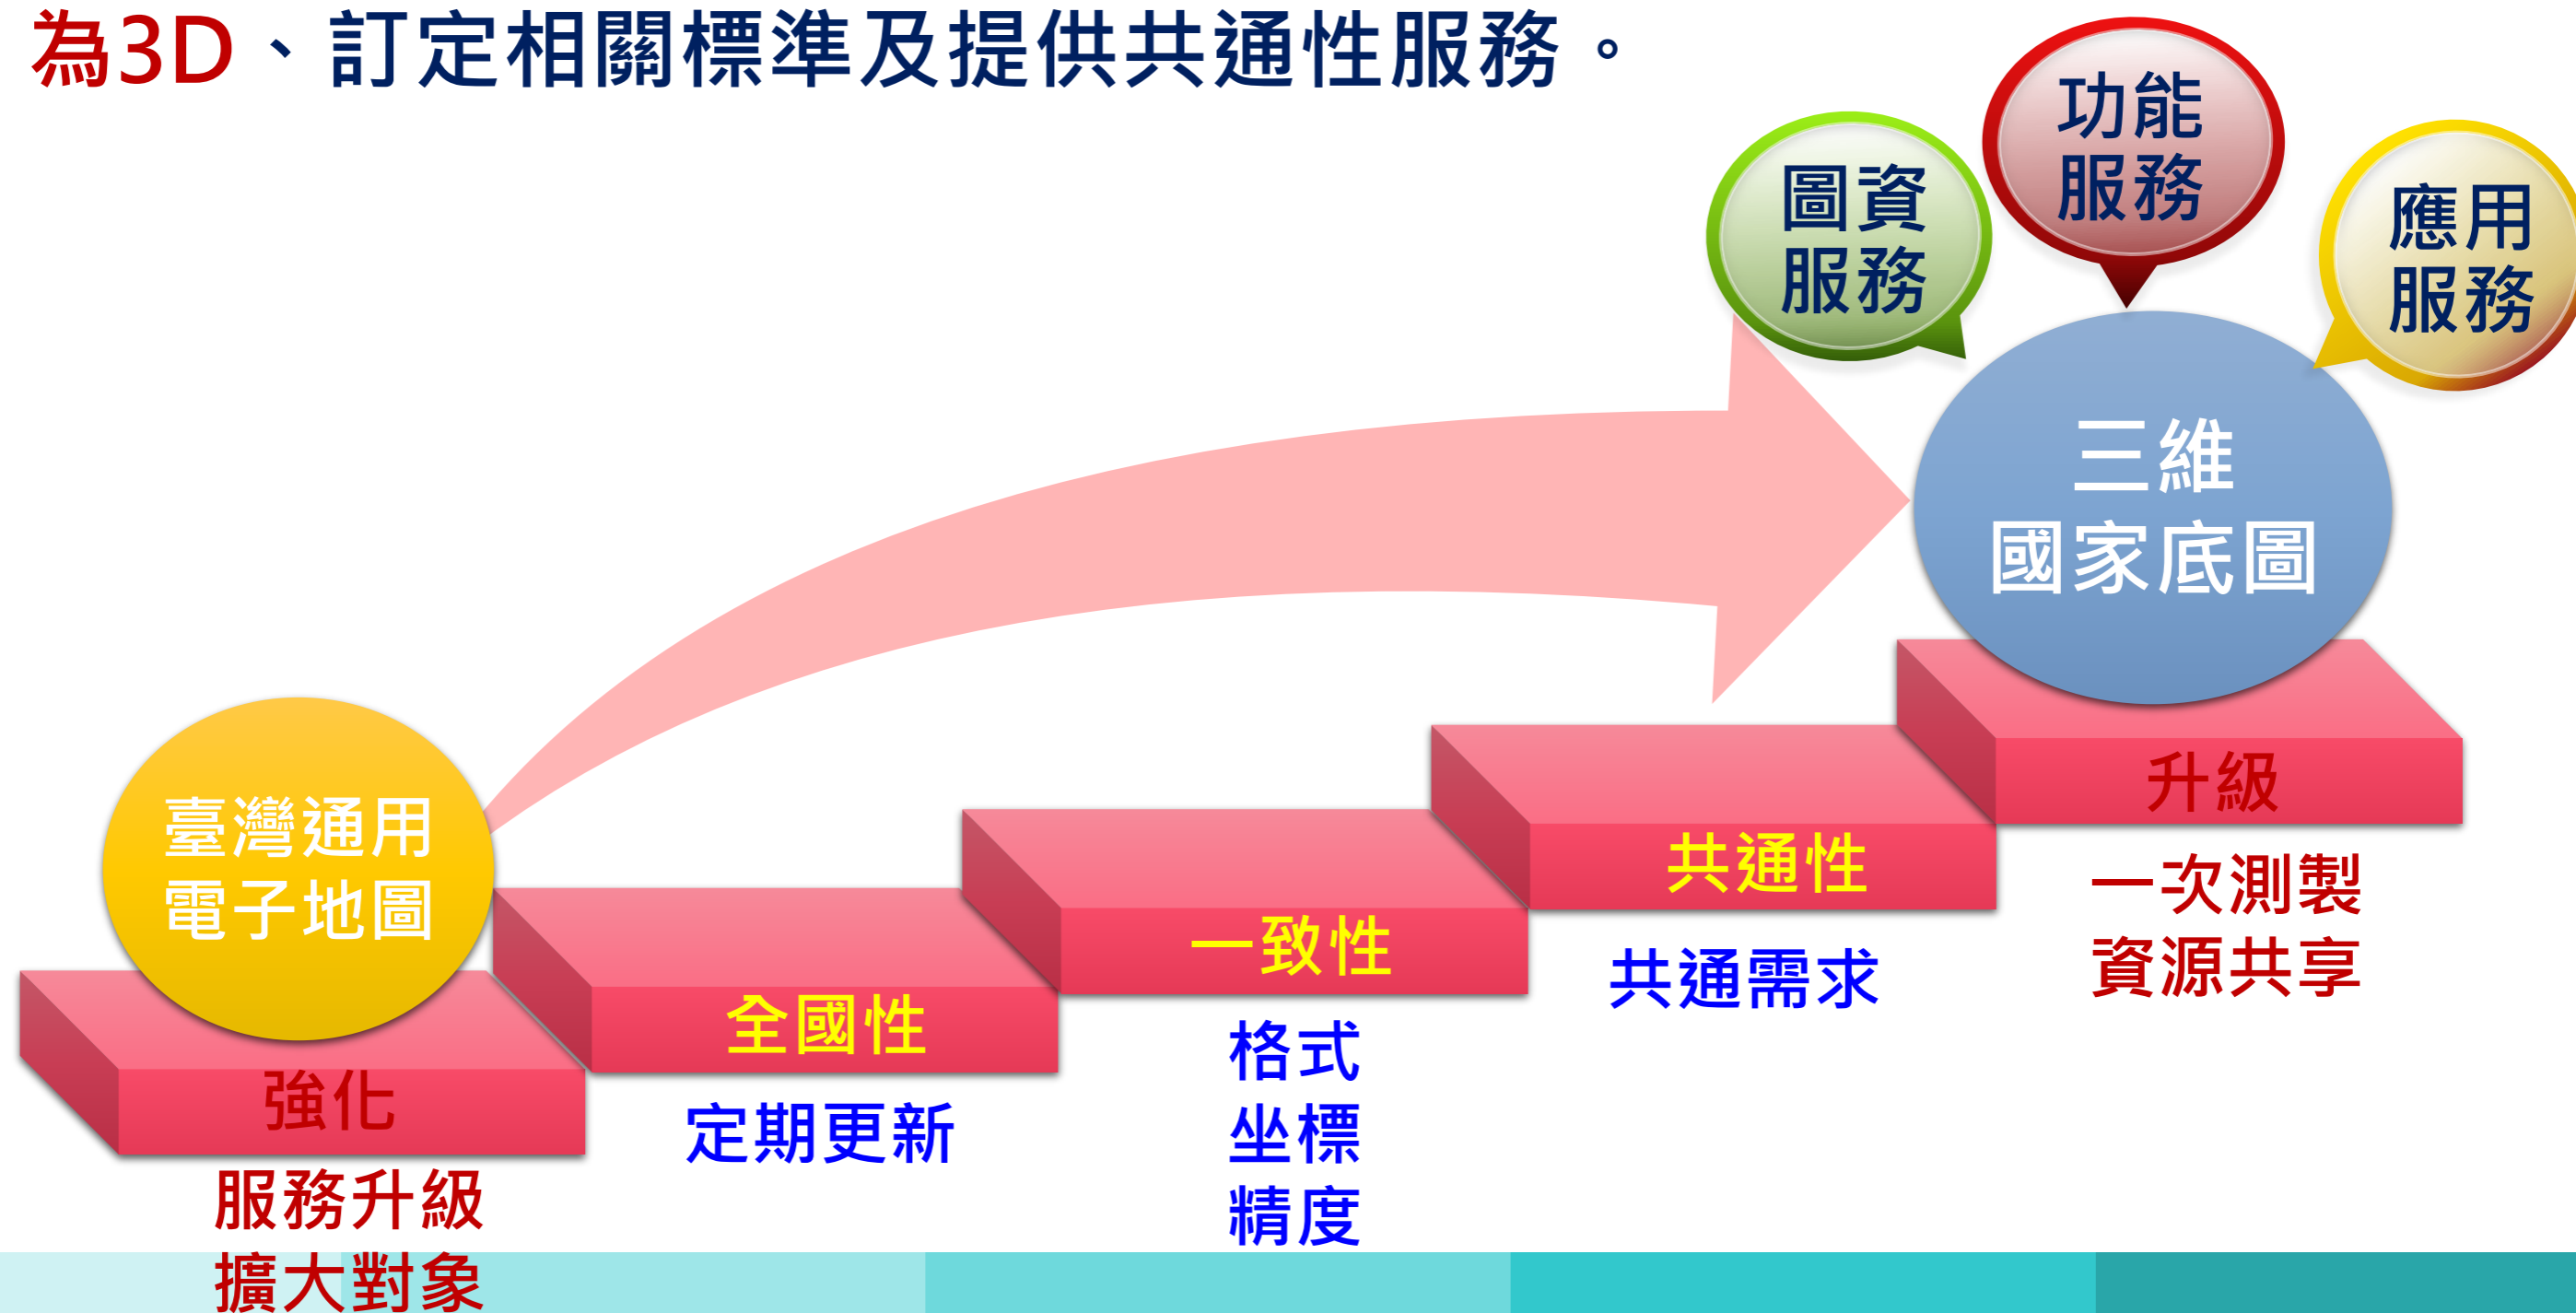 為3D、訂定相關標準及提供共通性服務。
功能
服務
圖資
服務
應用
服務
三維
國家底圖
臺灣通用
電子地圖
強化
服務升級
擴大對象
全國性
定期更新
一致性
格式
坐標
精度
共通性
共通需求
升級
一次測製
資源共享